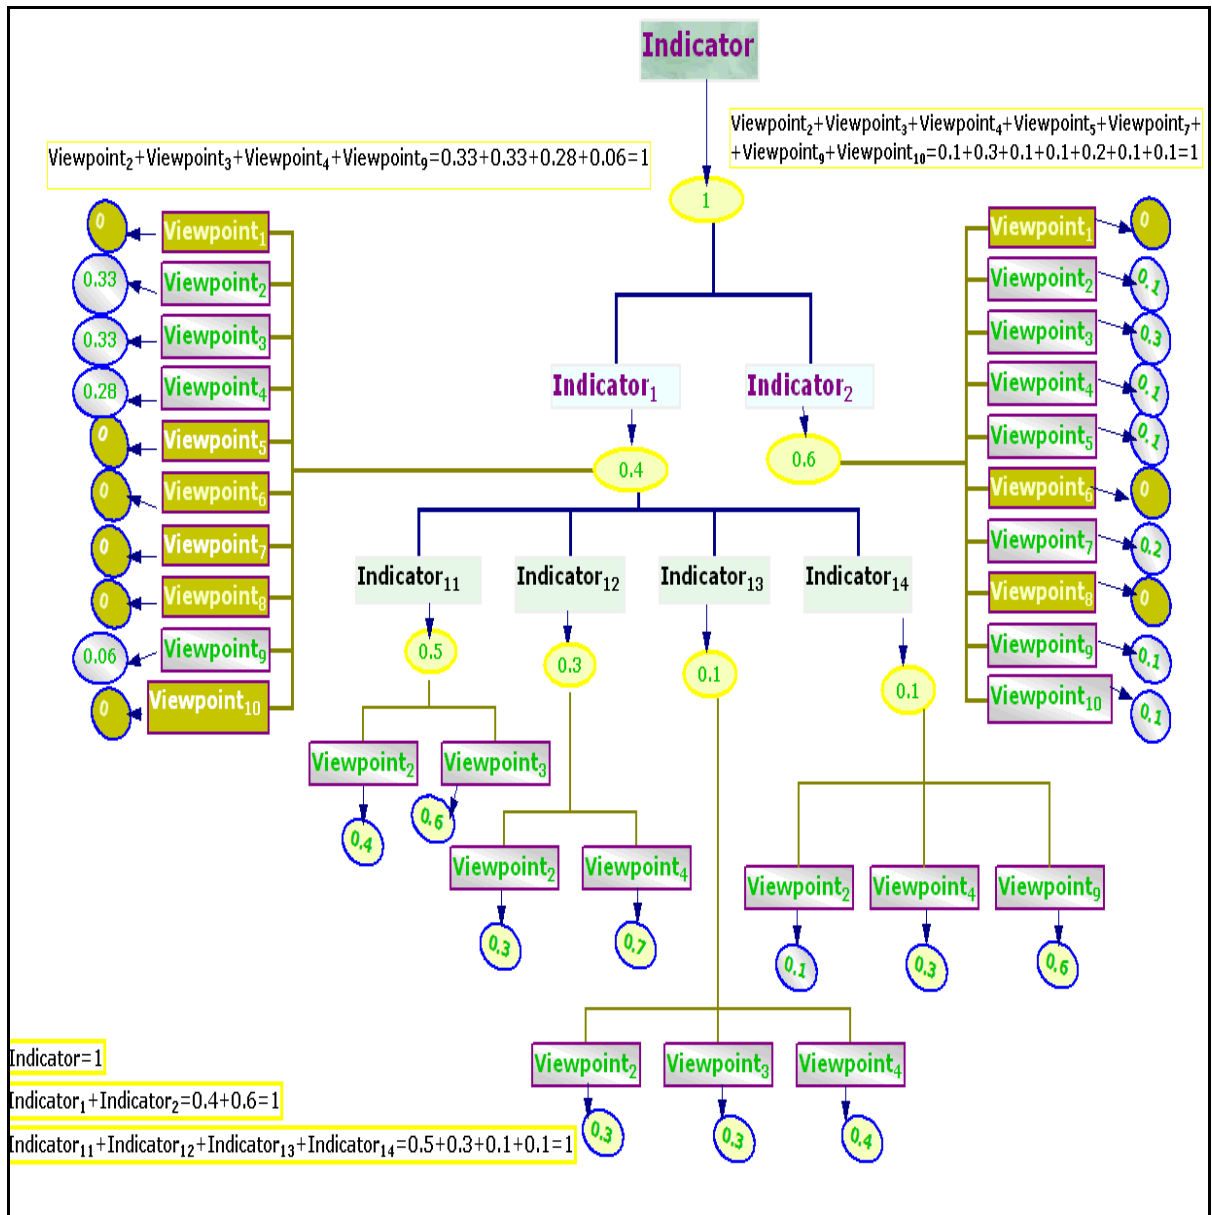 Indicator
Viewpoint₂+Viewpoint₃+Viewpoint₄+Viewpoint₅+Viewpoint₇+
+Viewpoint₉+Viewpoint₁₀=0.1+0.3+0.1+0.1+0.2+0.1+0.1=1
Viewpoint₂+Viewpoint₃+Viewpoint₄+Viewpoint₉=0.33+0.33+0.28+0.06=1
1
0 Viewpoint₁
0.33 Viewpoint₂
0.33 Viewpoint₃
0.28 Viewpoint₄
0 Viewpoint₅
0 Viewpoint₆
0 Viewpoint₇
0 Viewpoint₈
0.06 Viewpoint₉
0 Viewpoint₁₀
Viewpoint₁ 0
Viewpoint₂ 0.1
Viewpoint₃ 0.3
Viewpoint₄ 0.1
Viewpoint₅ 0.1
Viewpoint₆ 0
Viewpoint₇ 0.2
Viewpoint₈ 0
Viewpoint₉ 0.1
Viewpoint₁₀ 0.1
Indicator₁ Indicator₂
0.4 0.6
Indicator₁₁ Indicator₁₂ Indicator₁₃ Indicator₁₄
0.5 0.3 0.1 0.1
Viewpoint₂ Viewpoint₃
0.4 0.6
Viewpoint₂ Viewpoint₄
0.3 0.7
Viewpoint₂ Viewpoint₄ Viewpoint₉
0.1 0.3 0.6
Viewpoint₂ Viewpoint₃ Viewpoint₄
0.3 0.3 0.4
Indicator=1
Indicator₁+Indicator₂=0.4+0.6=1
Indicator₁₁+Indicator₁₂+Indicator₁₃+Indicator₁₄=0.5+0.3+0.1+0.1=1